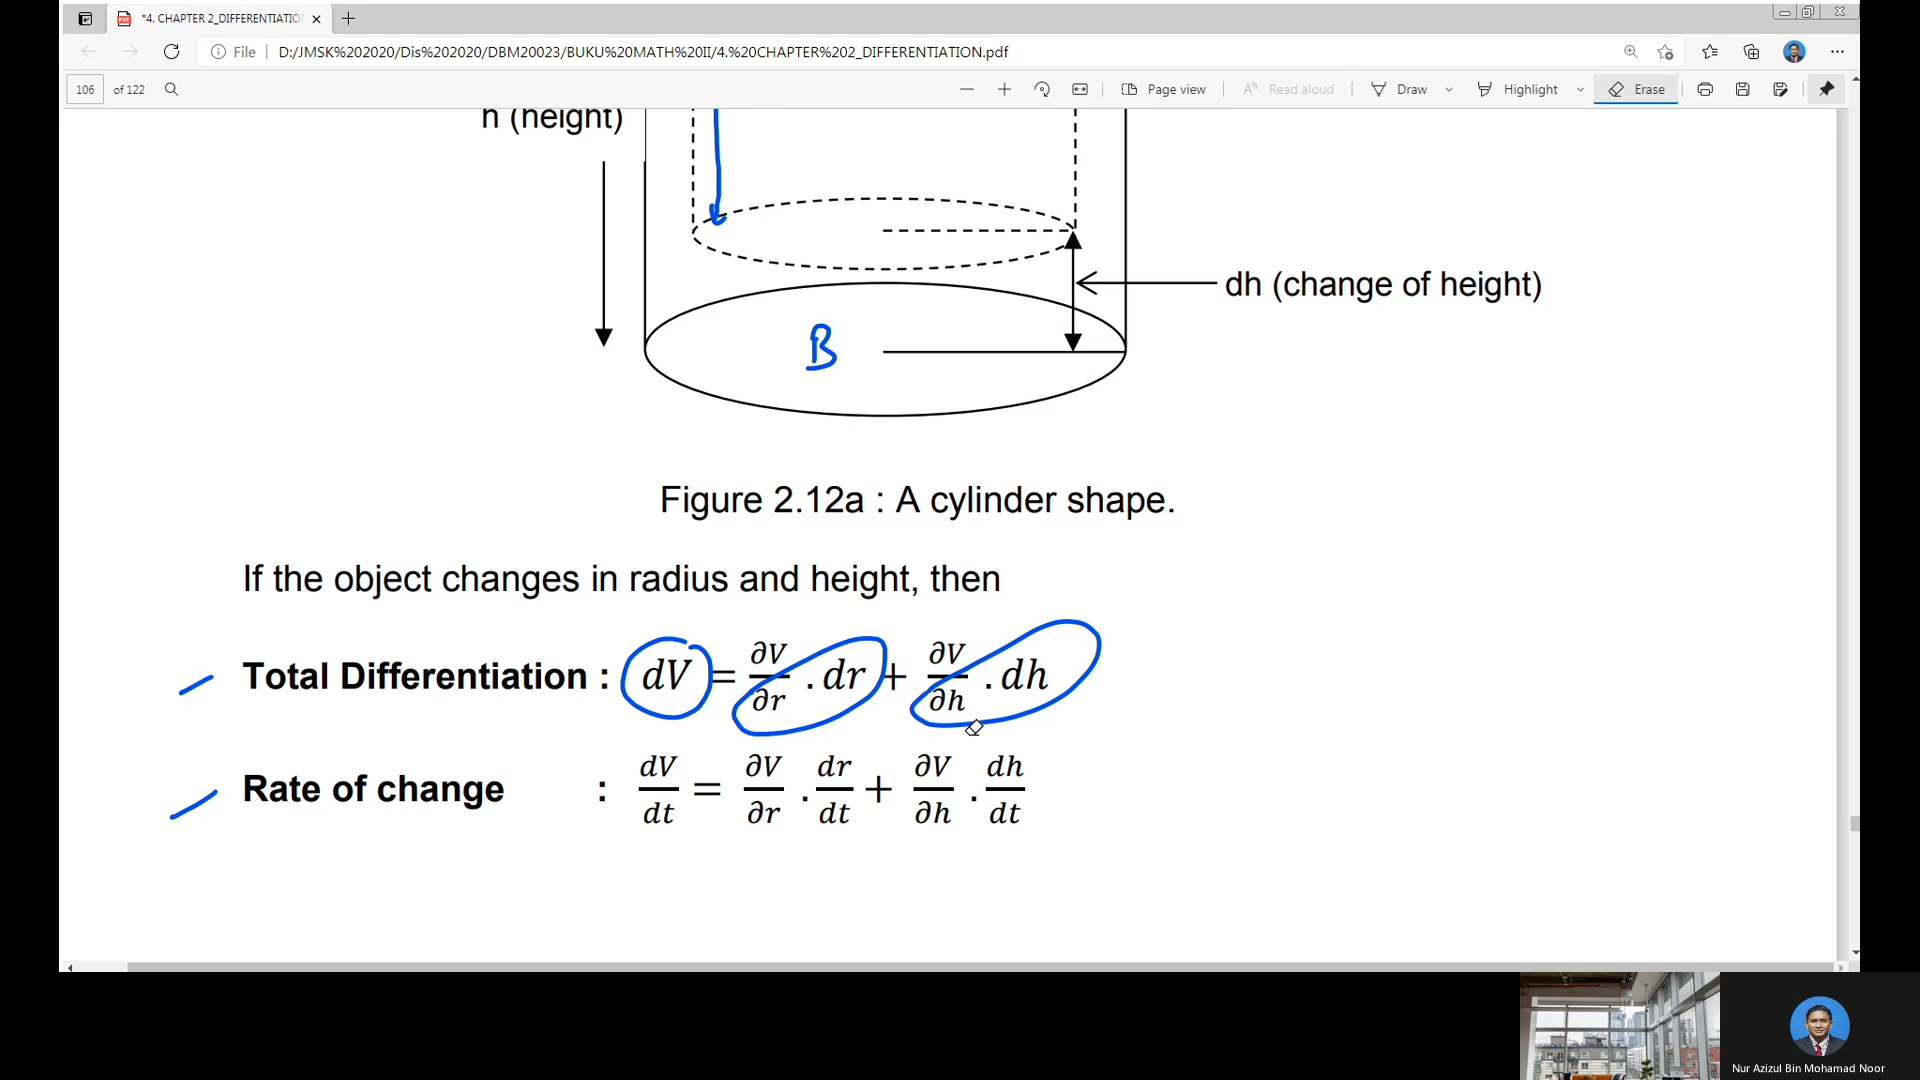 *4. CHAPTER 2_DIFFERENTIATIO
File D:/JMSK%202020/Dis%202020/DBM20023/BUKU%20MATH%20II/4.%20CHAPTER%202_DIFFERENTIATION.pdf
106 of 122 Page view Read aloud Draw Highlight Erase
h (height)
dh (change of height)
B
Figure 2.12a : A cylinder shape.
If the object changes in radius and height, then
Total Differentiation : dV = ∂V/∂r . dr + ∂V/∂h . dh
Rate of change : dV/dt = ∂V/∂r . dr/dt + ∂V/∂h . dh/dt
Nur Azizul Bin Mohamad Noor